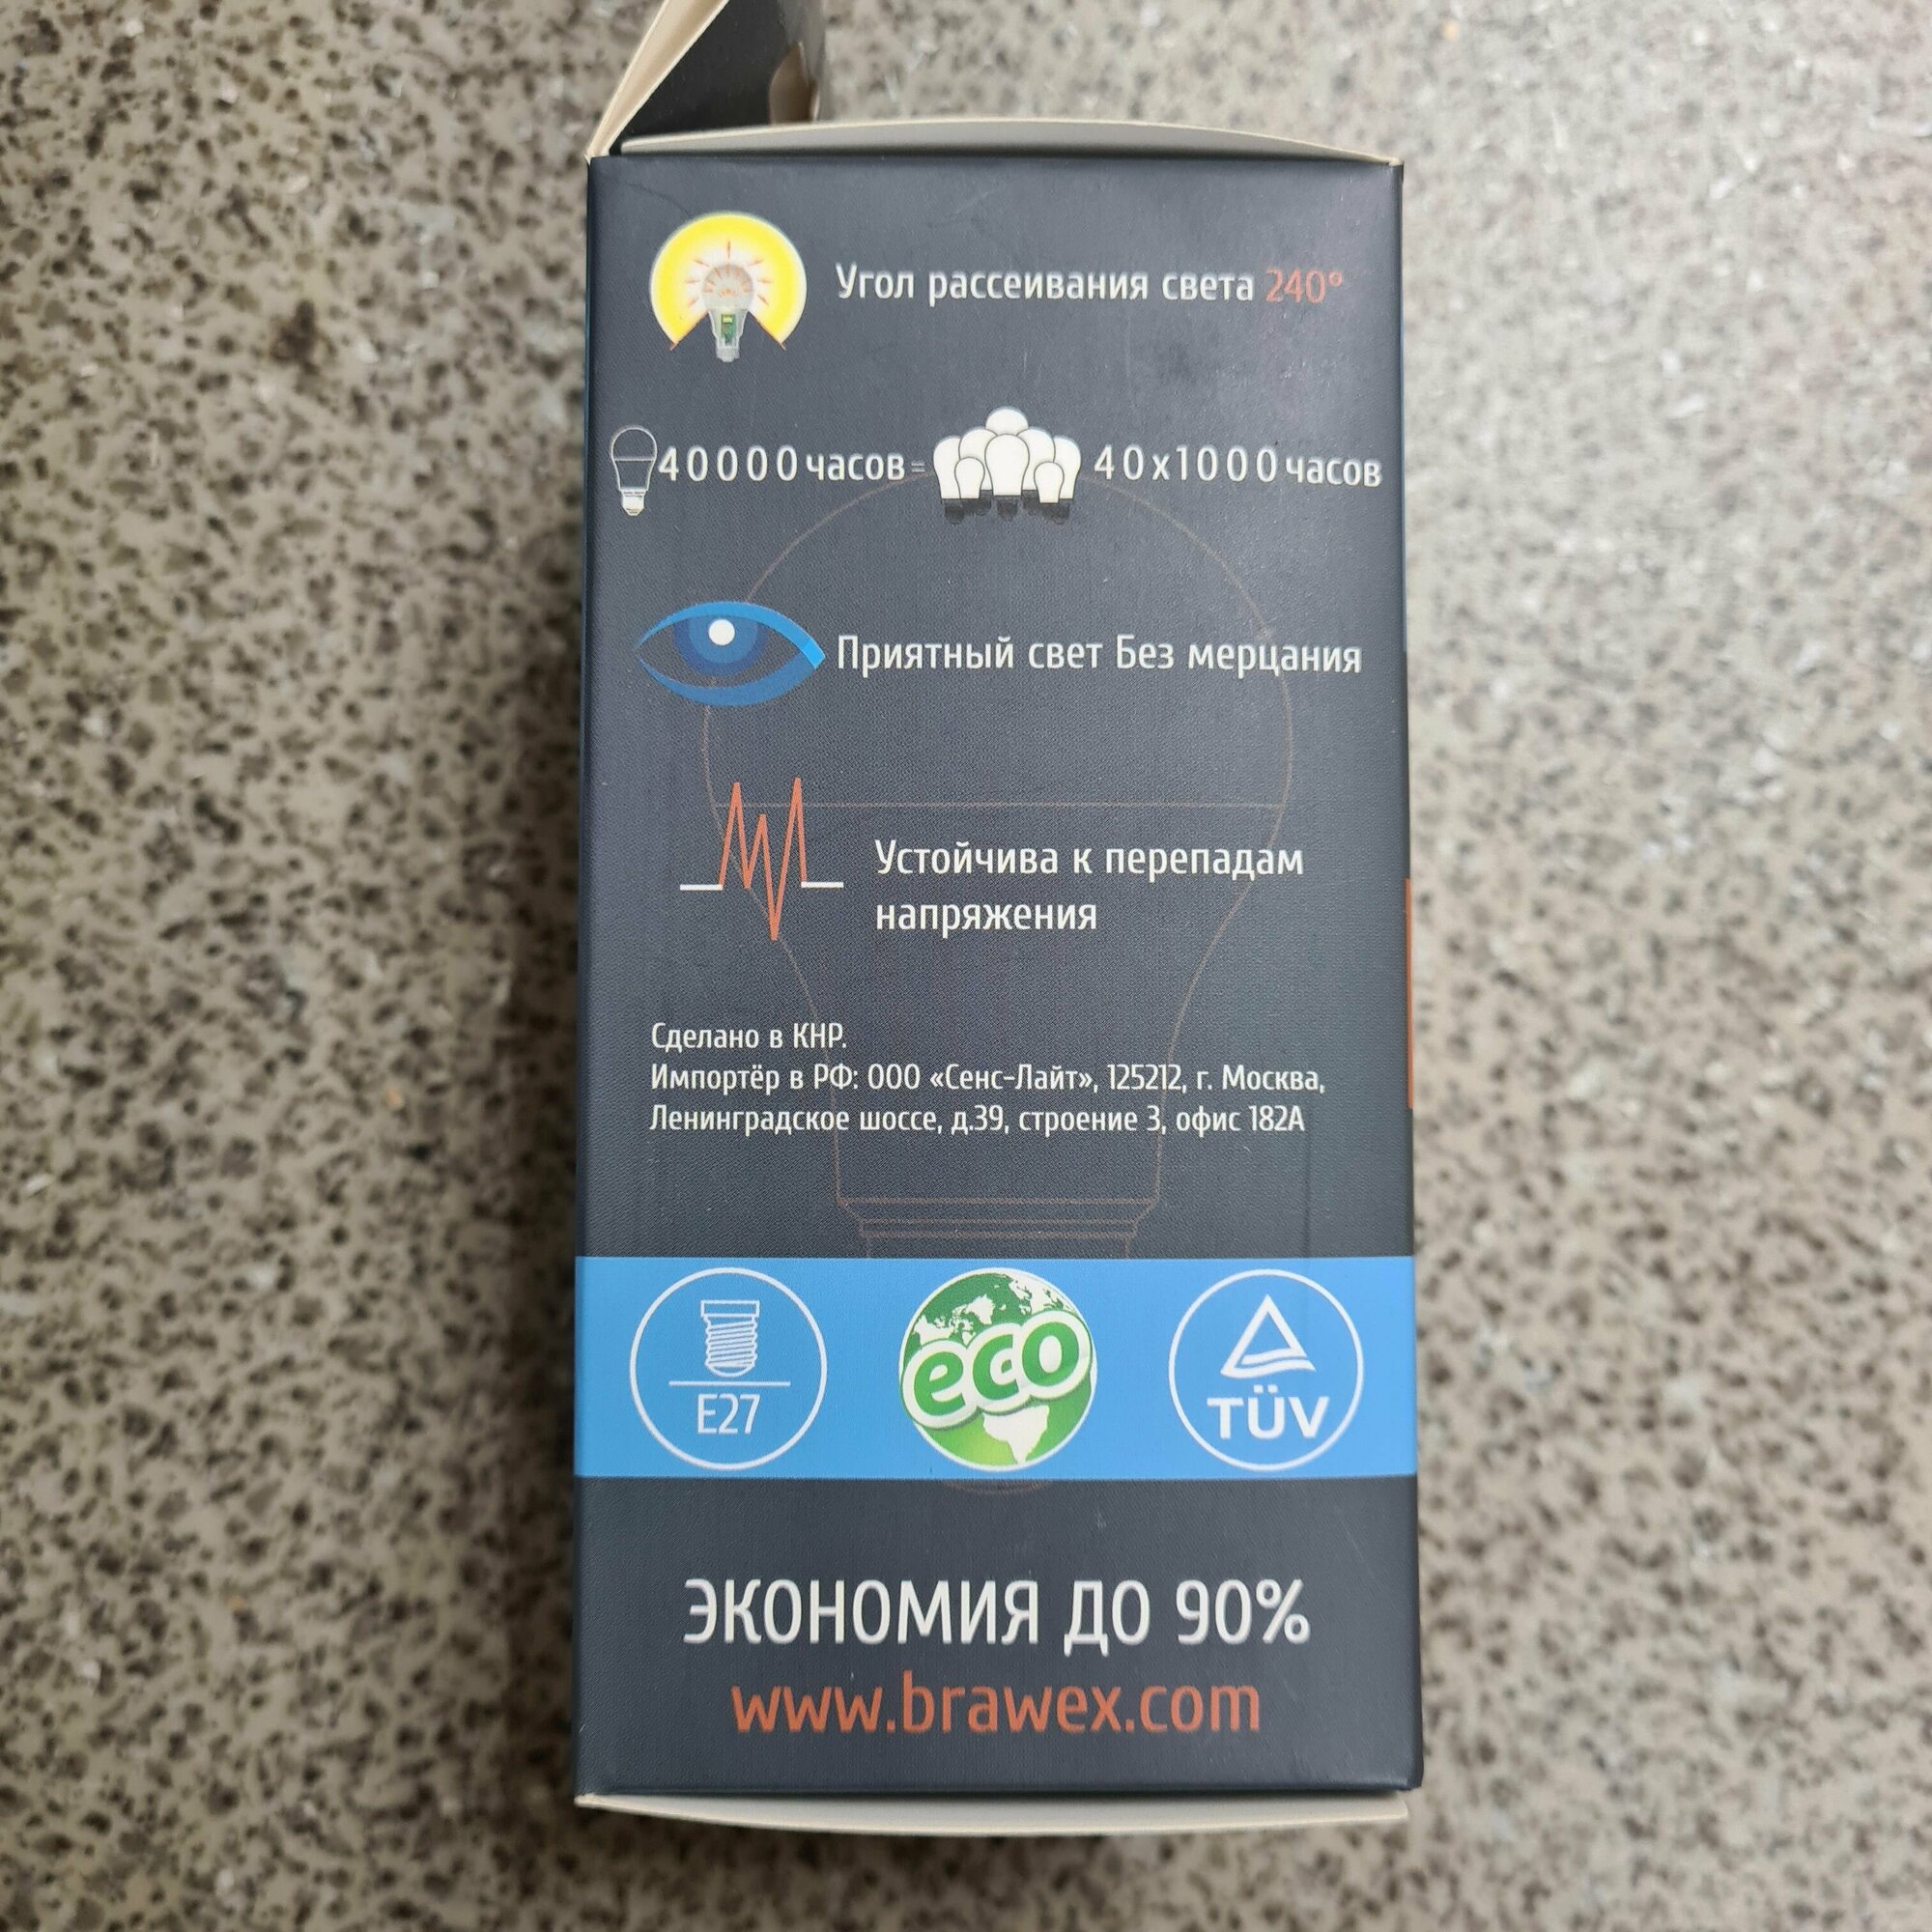 Угол рассеивания света 240°
40000 часов = 40x1000 часов
Приятный свет Без мерцания
Устойчива к перепадам
напряжения
Сделано в КНР.
Импортёр в РФ: ООО «Сенс-Лайт», 125212, г. Москва,
Ленинградское шоссе, д.39, строение 3, офис 182А
E27
eco
TÜV
ЭКОНОМИЯ ДО 90%
www.brawex.com